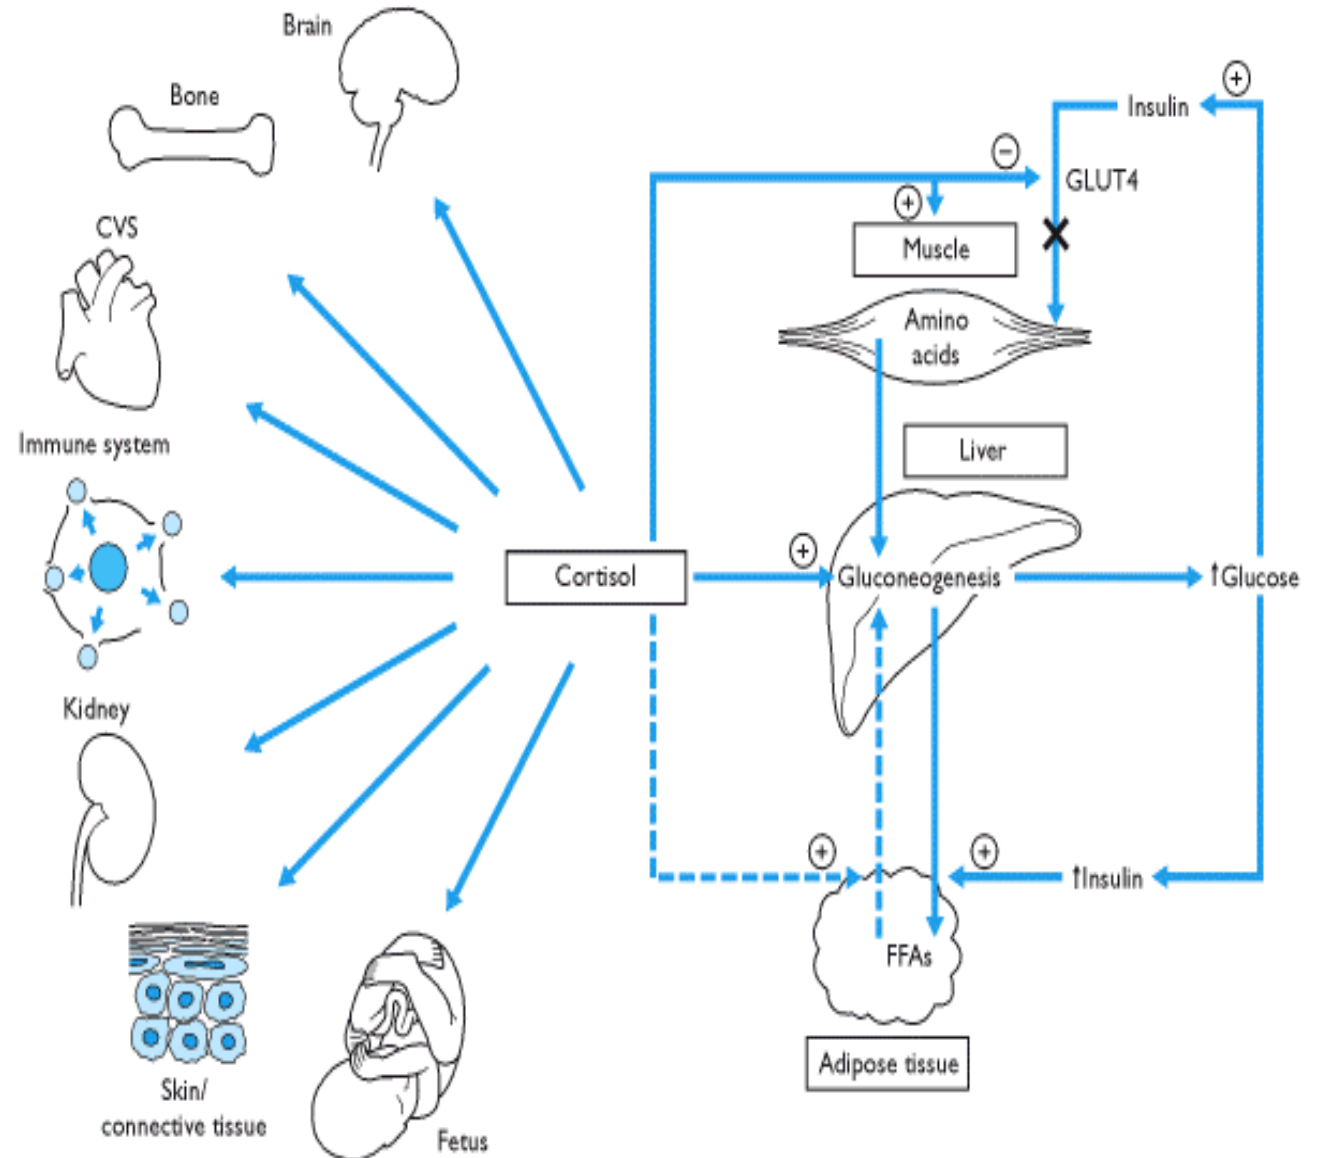 Brain
Bone
CVS
Immune system
Kidney
Skin/
connective tissue
Fetus
Cortisol
+
Insulin
−
GLUT4
+
Muscle
Amino
acids
Liver
+
Gluconeogenesis
↑Glucose
+
+
↑Insulin
FFAs
Adipose tissue